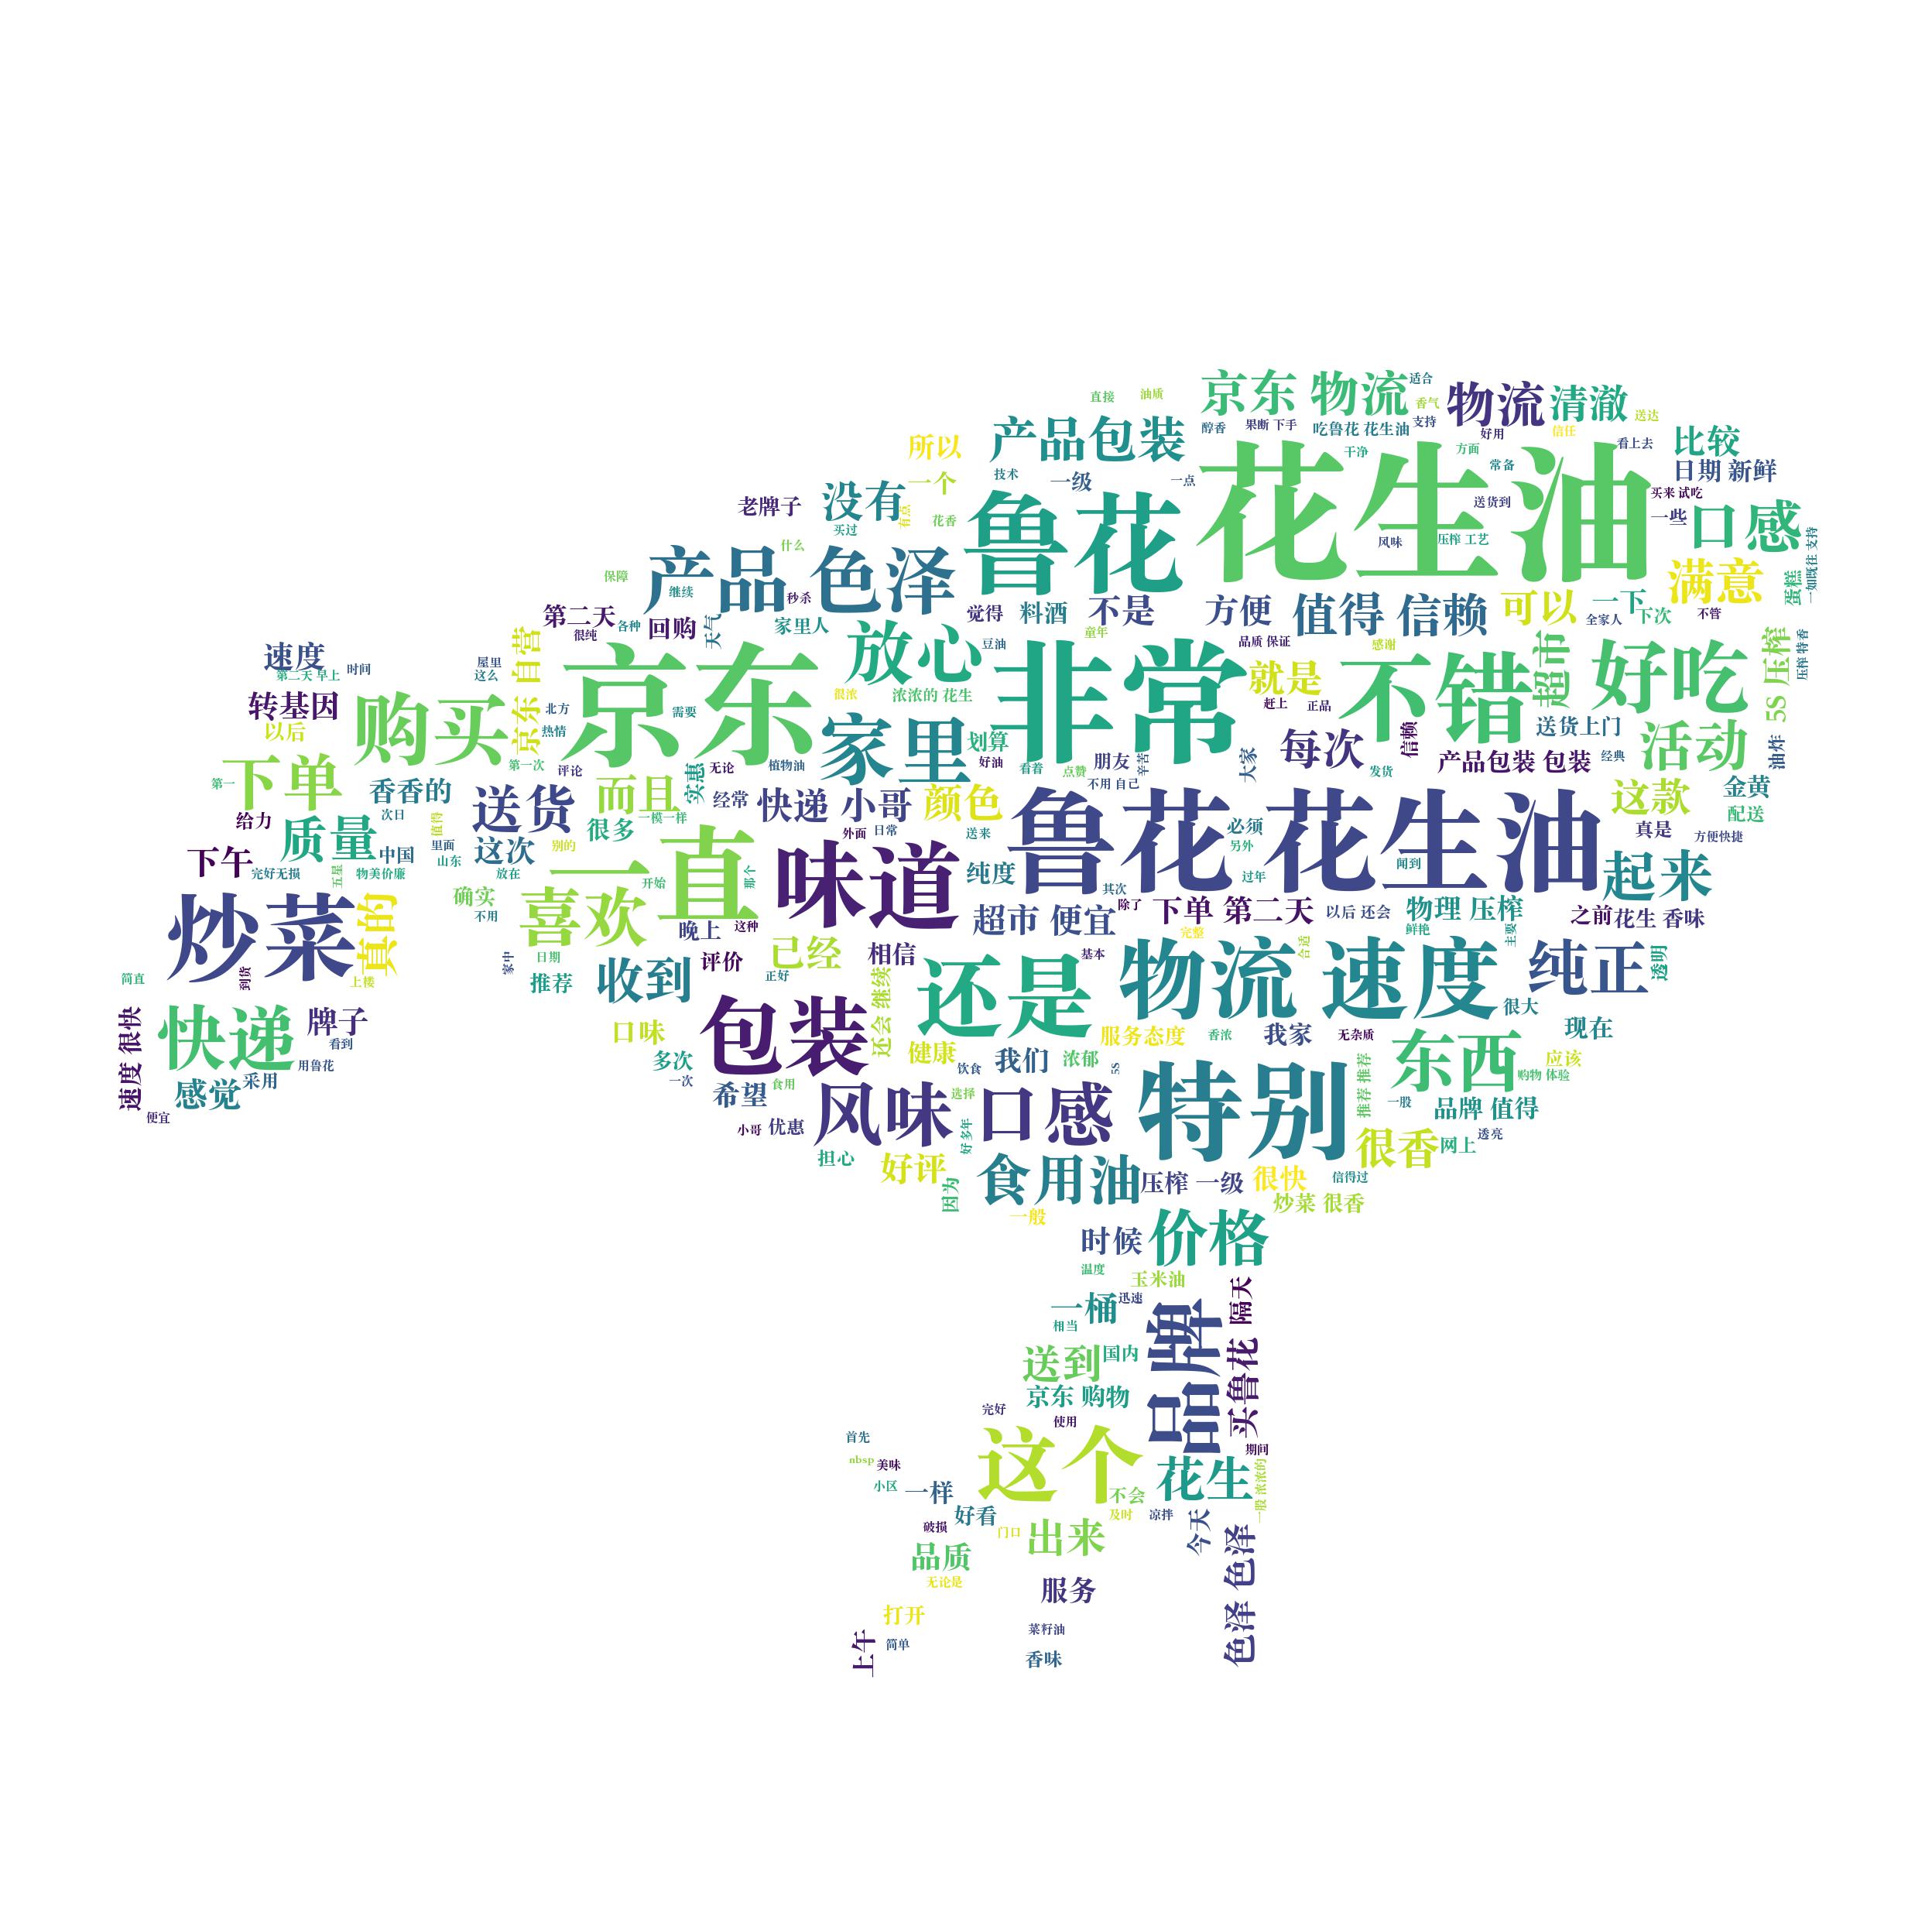 京东 物流
适合
物流
清澈
直接
油质
香气
送达
产品包装
醇香
果断 下手
吃鲁花 花生油
支持
好用
信任
看上去
比较
所以
花生油
干净
方面
常备
日期 新鲜
技术
一级
一点
一个
没有
老牌子
买过
有点
花香
鲁花
送货到
买来 试吃
一些
口感
什么
产品
色泽
风味
压榨 工艺
一如既往 支持
保障
继续
秒杀
满意
蛋糕
第二天
各种
很纯
回购
天气
家里人
觉得
料酒
不是
方便
值得 信赖
可以
一下
全家人
下次
不管
速度
第二天 早上
时间
屋里
这么
京东 自营
京东
放心
豆油
童年
非常
品质 保证
感谢
不错
超市
好吃
5S 压榨
压榨 特香
转基因
购买
北方
需要
很浓
浓浓的 花生
就是
赶上
正品
以后
热情
家里
划算
每次
信赖
送货上门
活动
油炸
第一次
评论
实惠
无论
植物油
好油
看着
点赞
朋友
辛苦
不用 自己
大家
发货
产品包装 包装
经典
第一
下单
香香的
送货
而且
经常
快递 小哥
颜色
鲁花 花生油
这款
金黄
配送
给力
质量
次日
值得
很多
一模一样
外面
日常
送来
必须
另外
真是
方便快捷
下午
完好无损
五星
物美价廉
中国
里面
山东
这次
放在
别的
一直
开始
那个
味道
纯度
其次
过年
闻到
起来
炒菜
真的
确实
不用
喜欢
晚上
这种
超市 便宜
除了
下单 第二天
以后 还会
物理 压榨
鲜艳
主要
之前
花生 香味
简直
到货
上楼
家中
日期
推荐
收到
评价
已经
正好
相信
还是
基本
完整
物流 速度
合适
纯正
透明
速度 很快
快递
牌子
看到
口味
包装
还会 继续
服务态度
香浓
我家
无杂质
很大
现在
感觉
采用
用鲁花
便宜
多次
一次
希望
食用
健康
饮食
我们
浓郁
5S
特别
推荐 推荐
东西
应该
购物 体验
小哥
优惠
风味 口感
选择
好多年
一股
品牌 值得
担心
好评
因为
食用油
压榨 一级
很快
很香
网上
透亮
信得过
炒菜 很香
一般
时候
价格
温度
玉米油
一桶
迅速
相当
品牌
隔天
送到
国内
买鲁花
京东 购物
完好
使用
首先
nbsp
美味
这个
期间
小区
一样
不会
花生
一股 浓浓的
破损
好看
门口
及时
凉拌
今天
品质
出来
色泽 色泽
无论是
服务
打开
菜籽油
上午
简单
香味